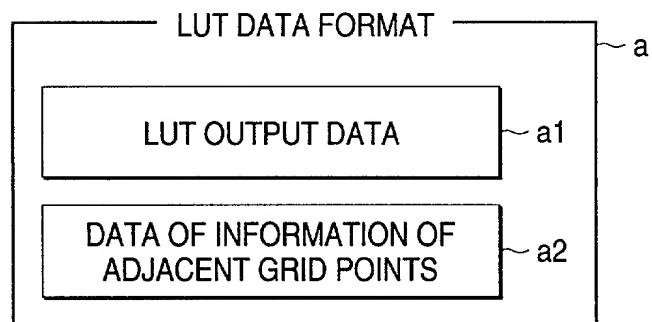 LUT DATA FORMAT
a
LUT OUTPUT DATA
a1
DATA OF INFORMATION OF
ADJACENT GRID POINTS
a2